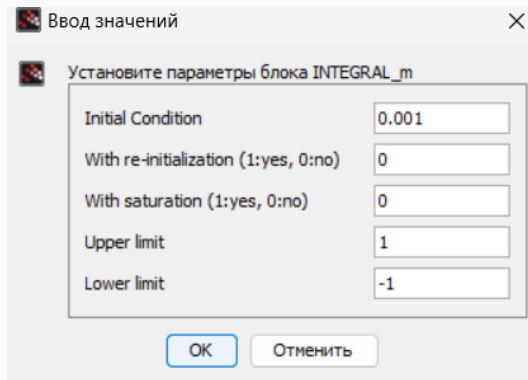 Ввод значений
Установите параметры блока INTEGRAL_m
Initial Condition 0.001
With re-initialization (1:yes, 0:no) 0
With saturation (1:yes, 0:no) 0
Upper limit 1
Lower limit -1
OK Отменить